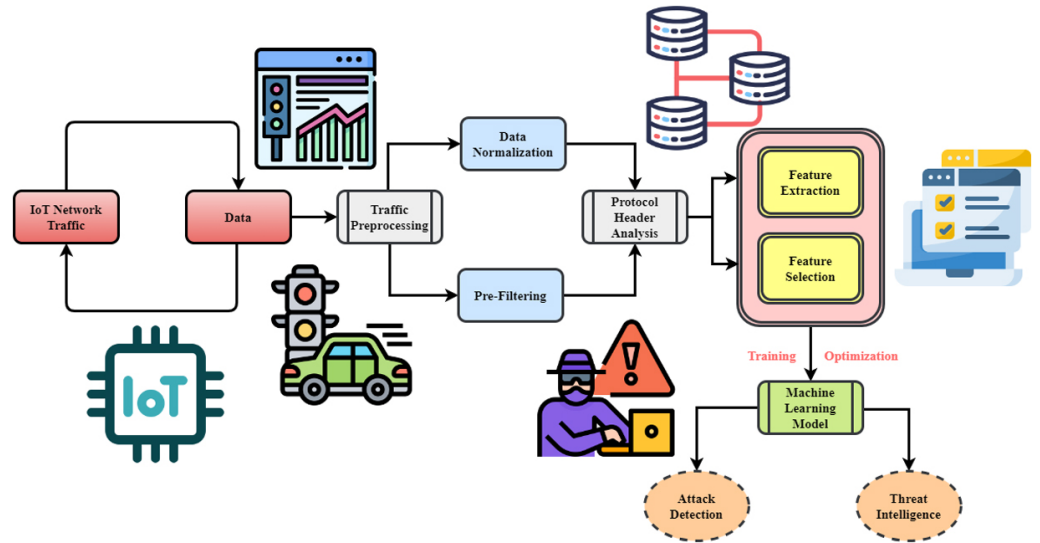 IoT Network
Traffic
Data
Traffic
Preprocessing
Data
Normalization
Pre-Filtering
Protocol
Header
Analysis
Feature
Extraction
Feature
Selection
Training
Optimization
Machine
Learning
Model
Attack
Detection
Threat
Intelligence
IoT